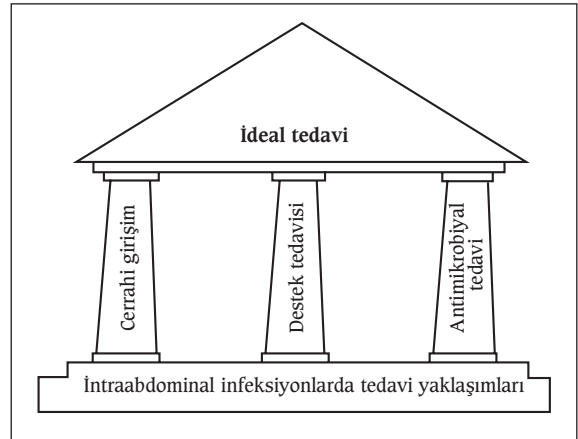 İdeal tedavi
Cerrahi girişim
Destek tedavisi
Antimikrobiyal
tedavi
İntraabdominal infeksiyonlarda tedavi yaklaşımları